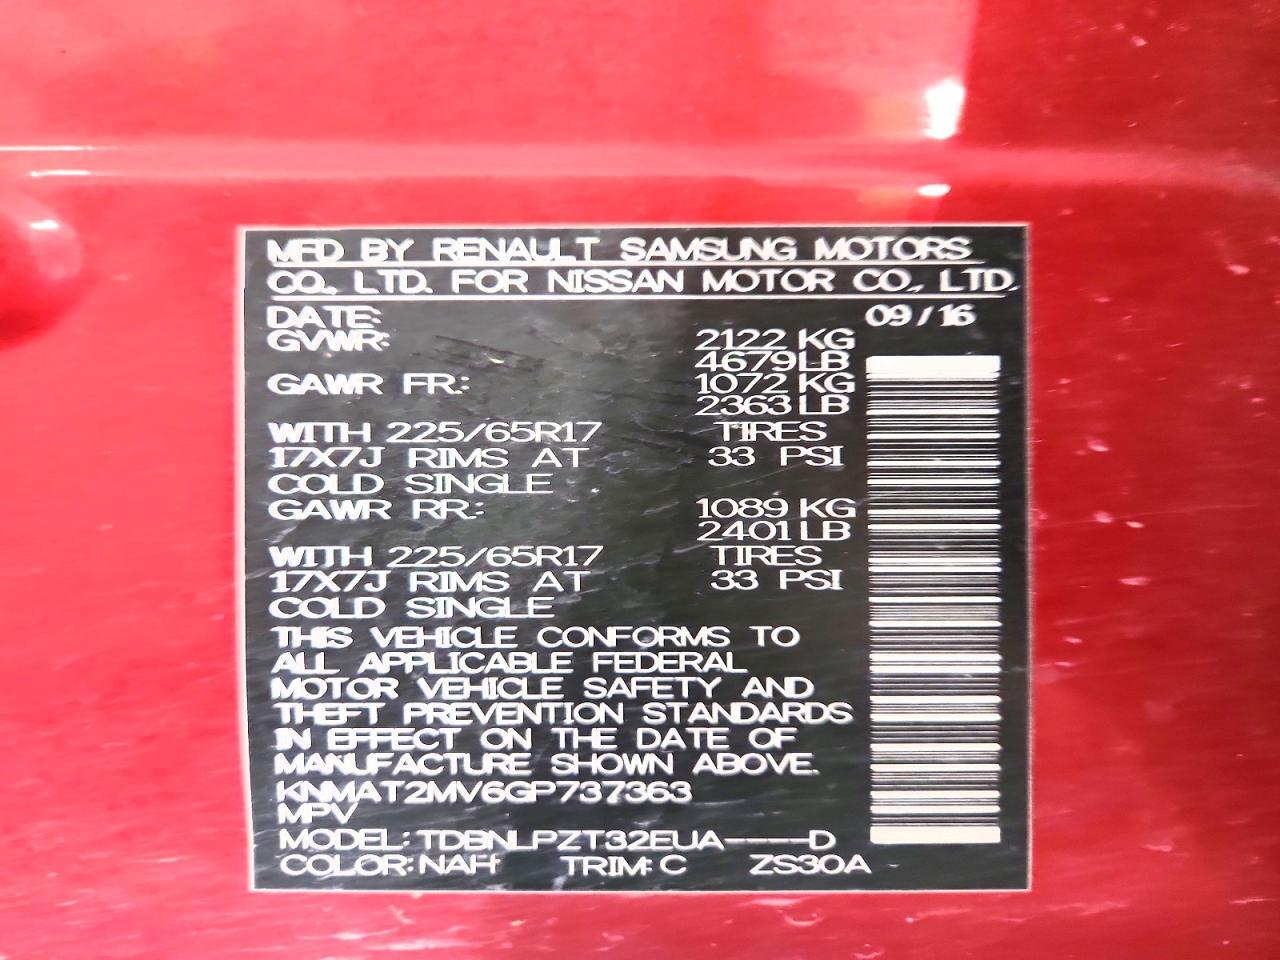 MFD BY RENAULT SAMSUNG MOTORS
CO., LTD. FOR NISSAN MOTOR CO., LTD.
DATE: 09/16
GVWR: 2122 KG
4679LB
GAWR FR.: 1072 KG
2363LB
WITH 225/65R17 TIRES
17X7J RIMS AT 33 PSI
COLD SINGLE
GAWR RR.: 1089 KG
2401LB
WITH 225/65R17 TIRES
17X7J RIMS AT 33 PSI
COLD SINGLE
THIS VEHICLE CONFORMS TO
ALL APPLICABLE FEDERAL
MOTOR VEHICLE SAFETY AND
THEFT PREVENTION STANDARDS
IN EFFECT ON THE DATE OF
MANUFACTURE SHOWN ABOVE.
KNMAT2MV6GP737363
MPV
MODEL: TDBNLPZT32EUA----D
COLOR: NAH TRIM: C ZS30A